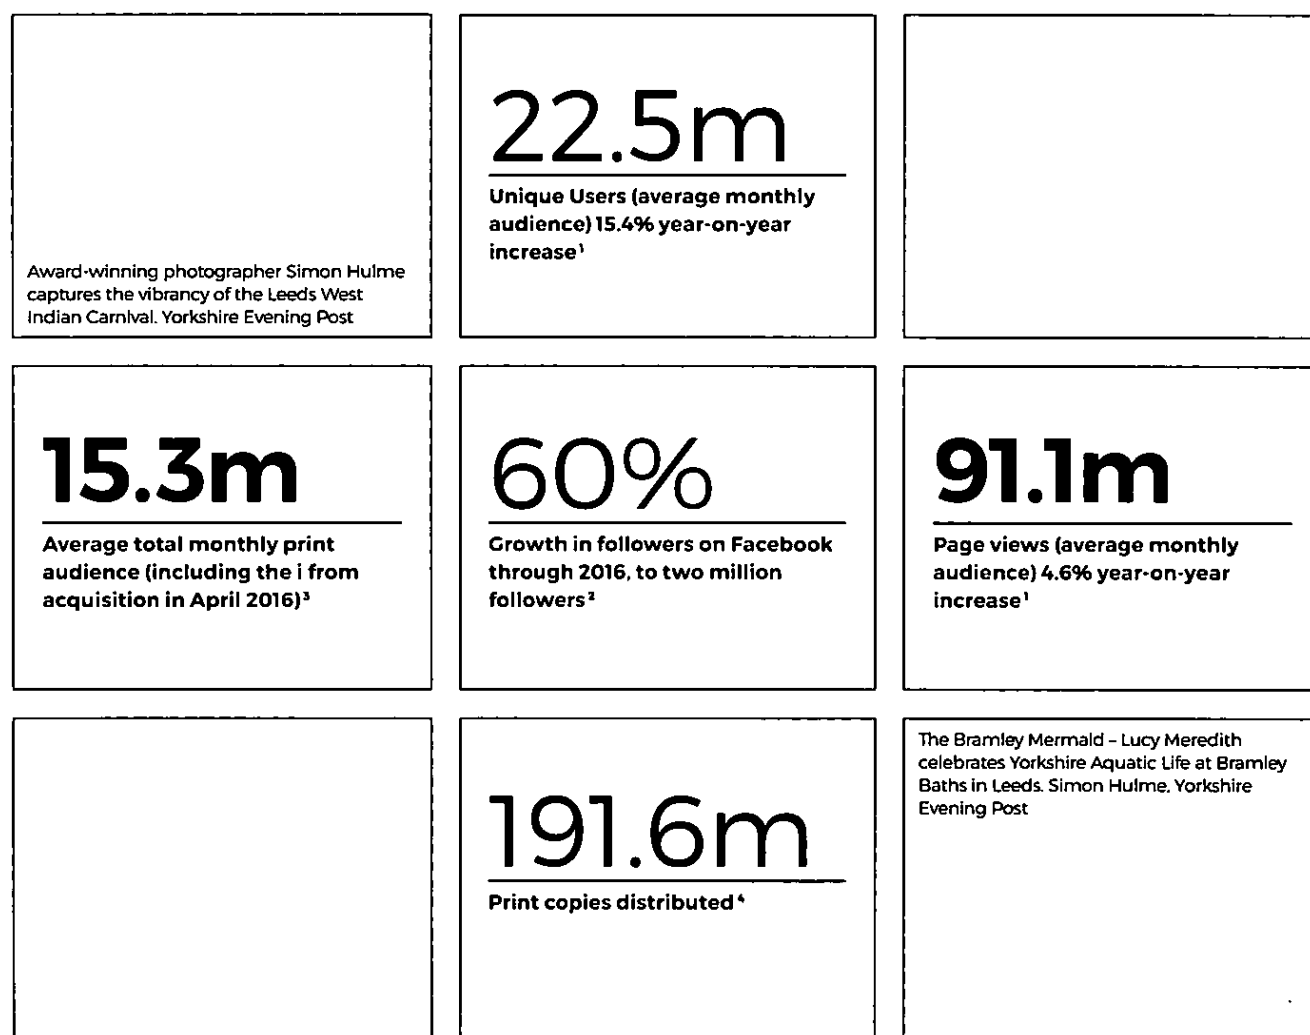 Award-winning photographer Simon Hulme
captures the vibrancy of the Leeds West
Indian Carnival. Yorkshire Evening Post
22.5m
Unique Users (average monthly
audience) 15.4% year-on-year
increase¹
15.3m
Average total monthly print
audience (including the i from
acquisition in April 2016)³
60%
Growth in followers on Facebook
through 2016, to two million
followers²
91.1m
Page views (average monthly
audience) 4.6% year-on-year
increase¹
191.6m
Print copies distributed⁴
The Bramley Mermaid – Lucy Meredith
celebrates Yorkshire Aquatic Life at Bramley
Baths in Leeds. Simon Hulme. Yorkshire
Evening Post